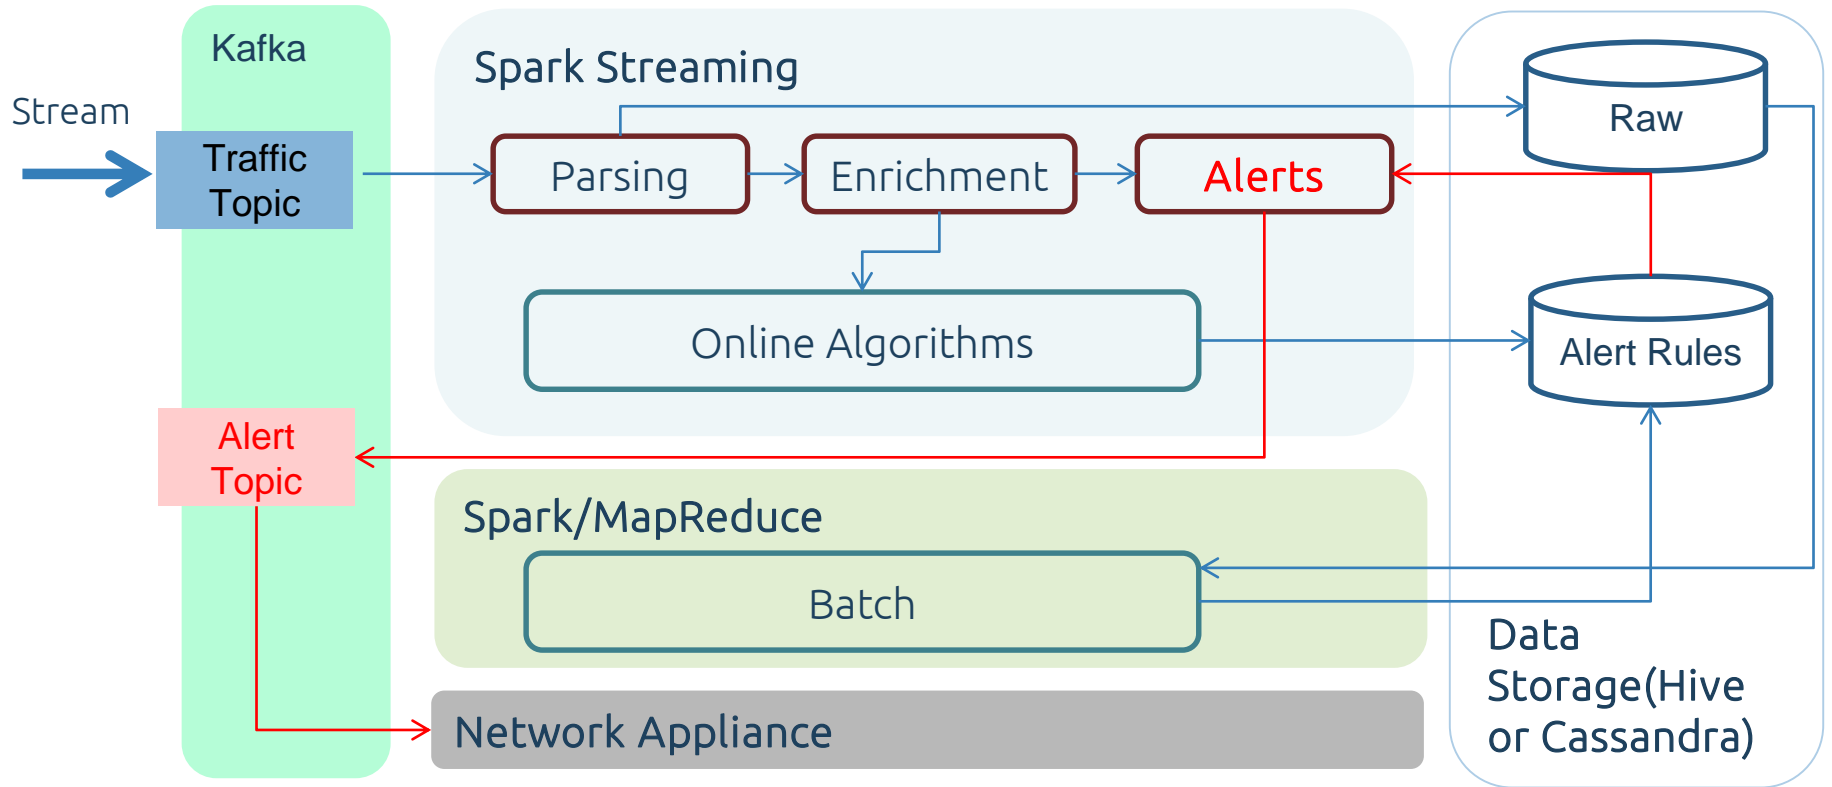 Kafka
Stream
Traffic
Topic
Spark Streaming
Parsing
Enrichment
Alerts
Raw
Online Algorithms
Alert Rules
Alert
Topic
Spark/MapReduce
Batch
Network Appliance
Data
Storage(Hive
or Cassandra)